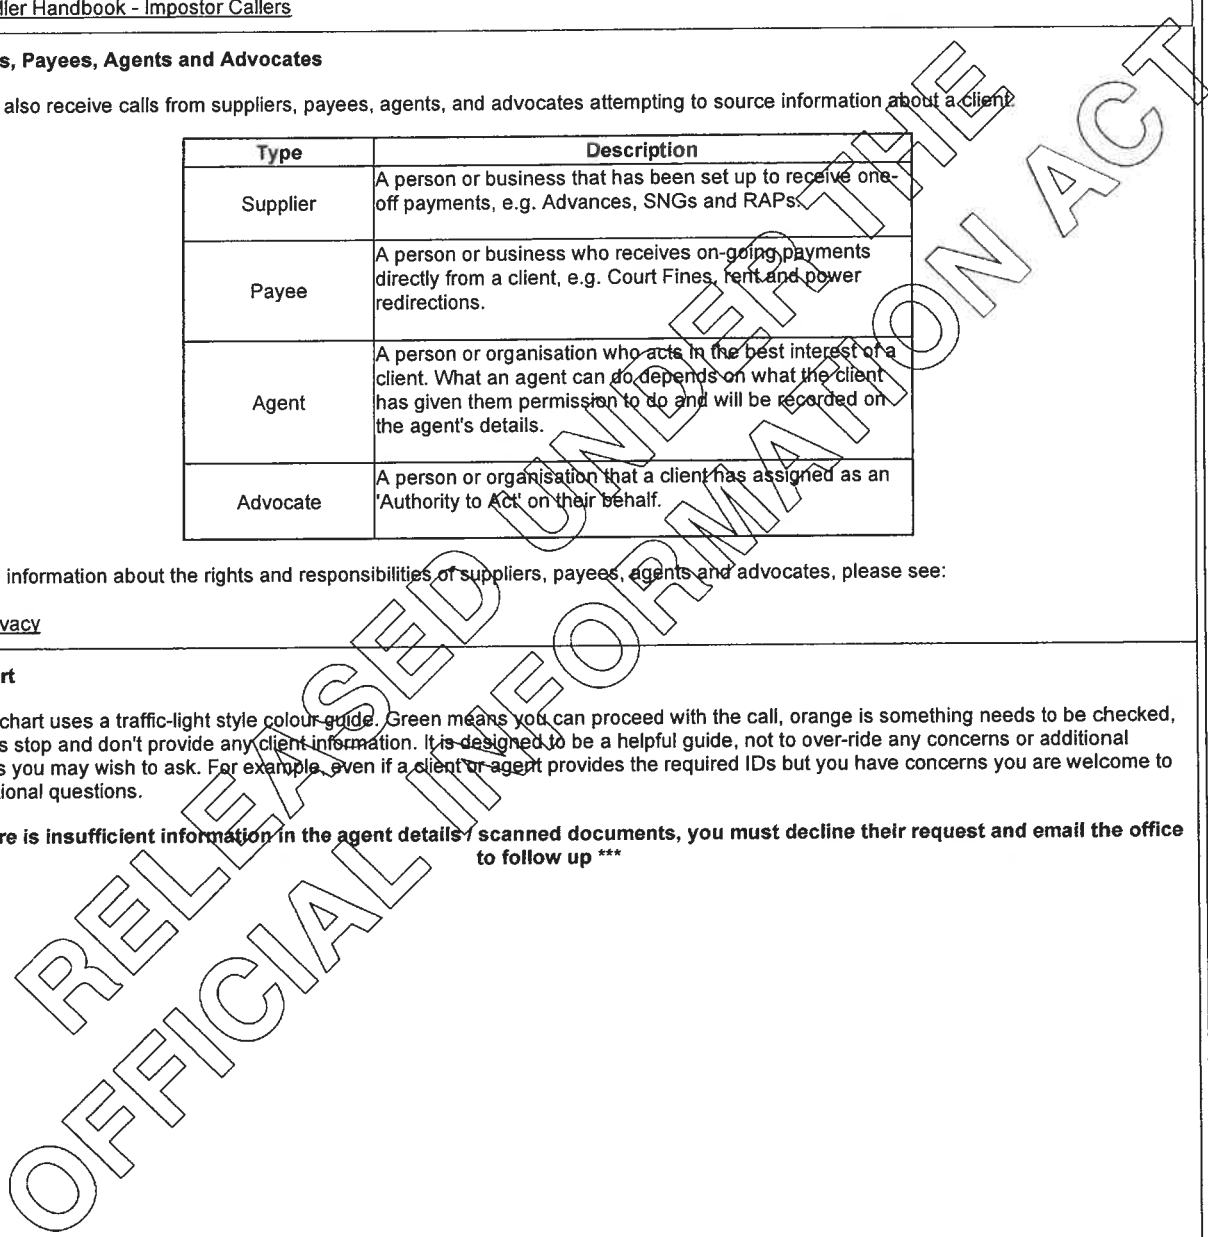 ller Handbook - Impostor Callers
s, Payees, Agents and Advocates
also receive calls from suppliers, payees, agents, and advocates attempting to source information about a client:
Type Description
Supplier
A person or business that has been set up to receive one-
off payments, e.g. Advances, SNGs and RAPs.
Payee
A person or business who receives on-going payments
directly from a client, e.g. Court Fines, rent and power
redirections.
Agent
A person or organisation who acts in the best interest of a
client. What an agent can do depends on what the client
has given them permission to do and will be recorded on
the agent's details.
Advocate
A person or organisation that a client has assigned as an
'Authority to Act' on their behalf.
information about the rights and responsibilities of suppliers, payees, agents and advocates, please see:
vacy
rt
chart uses a traffic-light style colour guide. Green means you can proceed with the call, orange is something needs to be checked,
s stop and don't provide any client information. It is designed to be a helpful guide, not to over-ride any concerns or additional
s you may wish to ask. For example, even if a client or agent provides the required IDs but you have concerns you are welcome to
ional questions.
re is insufficient information in the agent details / scanned documents, you must decline their request and email the office
to follow up ***
RELEASED UNDER THE
OFFICIAL INFORMATION ACT